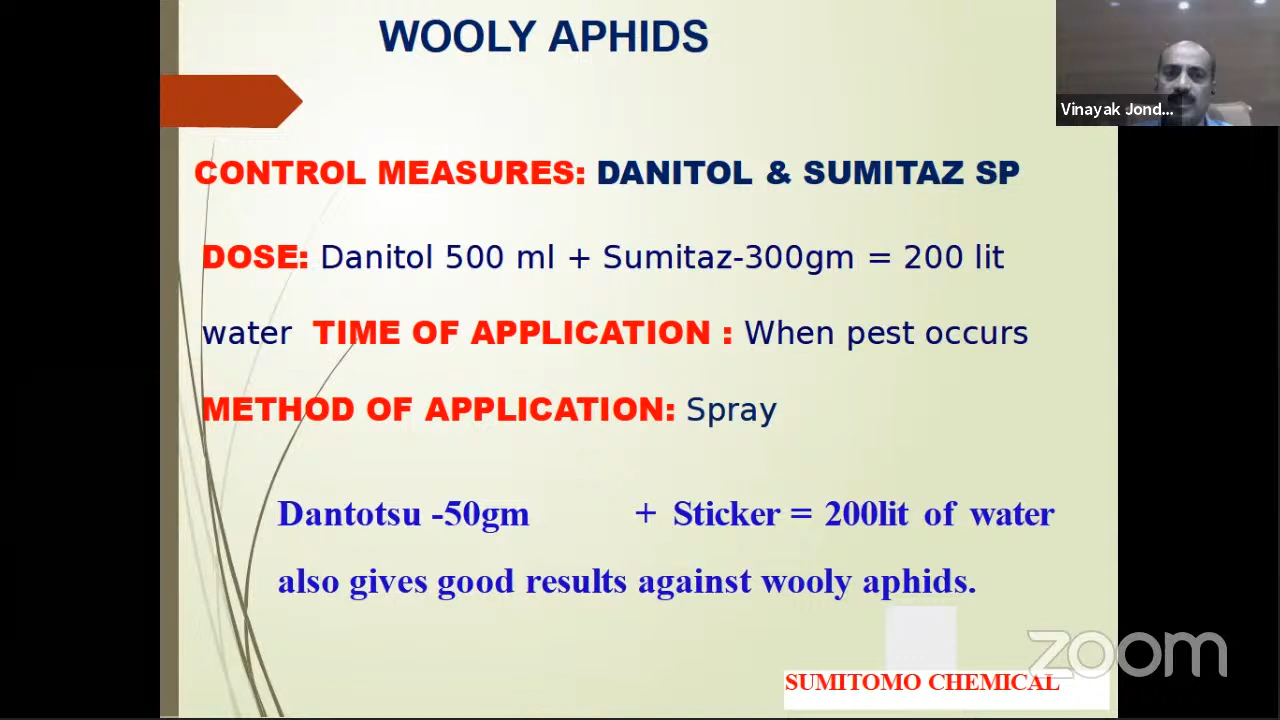 WOOLY APHIDS
Vinayak Jond...
CONTROL MEASURES: DANITOL & SUMITAZ SP
DOSE: Danitol 500 ml + Sumitaz-300gm = 200 lit
water TIME OF APPLICATION : When pest occurs
METHOD OF APPLICATION: Spray
Dantotsu -50gm + Sticker = 200lit of water
also gives good results against wooly aphids.
zoom
SUMITOMO CHEMICAL